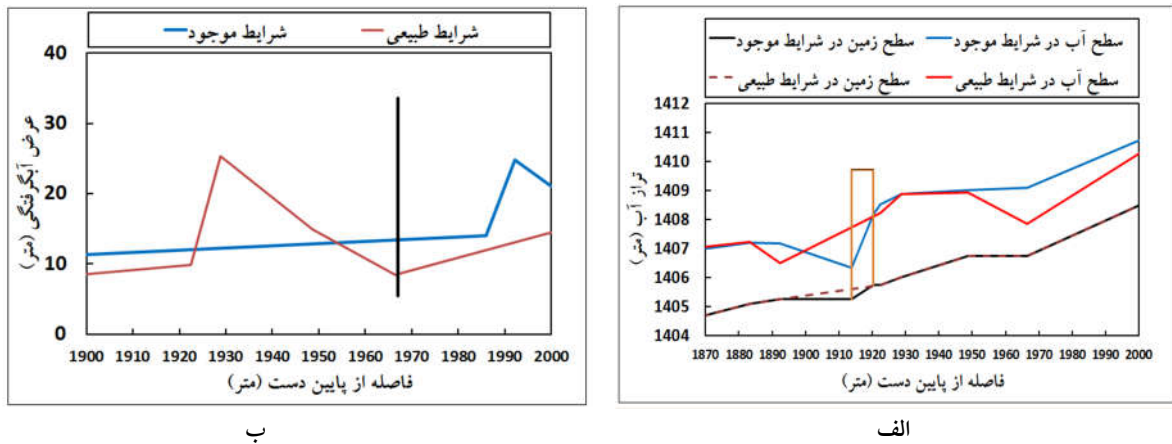 شرایط موجود شرایط طبیعی
40
30
20
10
0
عرض آبگرفتگی (متر)
1900 1910 1920 1930 1940 1950 1960 1970 1980 1990 2000
فاصله از پایین دست (متر)
ب
سطح آب در شرایط موجود سطح زمین در شرایط موجود
سطح آب در شرایط طبیعی سطح زمین در شرایط طبیعی
1412
1411
1410
1409
1408
1407
1406
1405
1404
تراز آب (متر)
1870 1880 1890 1900 1910 1920 1930 1940 1950 1960 1970 1980 1990 2000
فاصله از پایین دست (متر)
الف